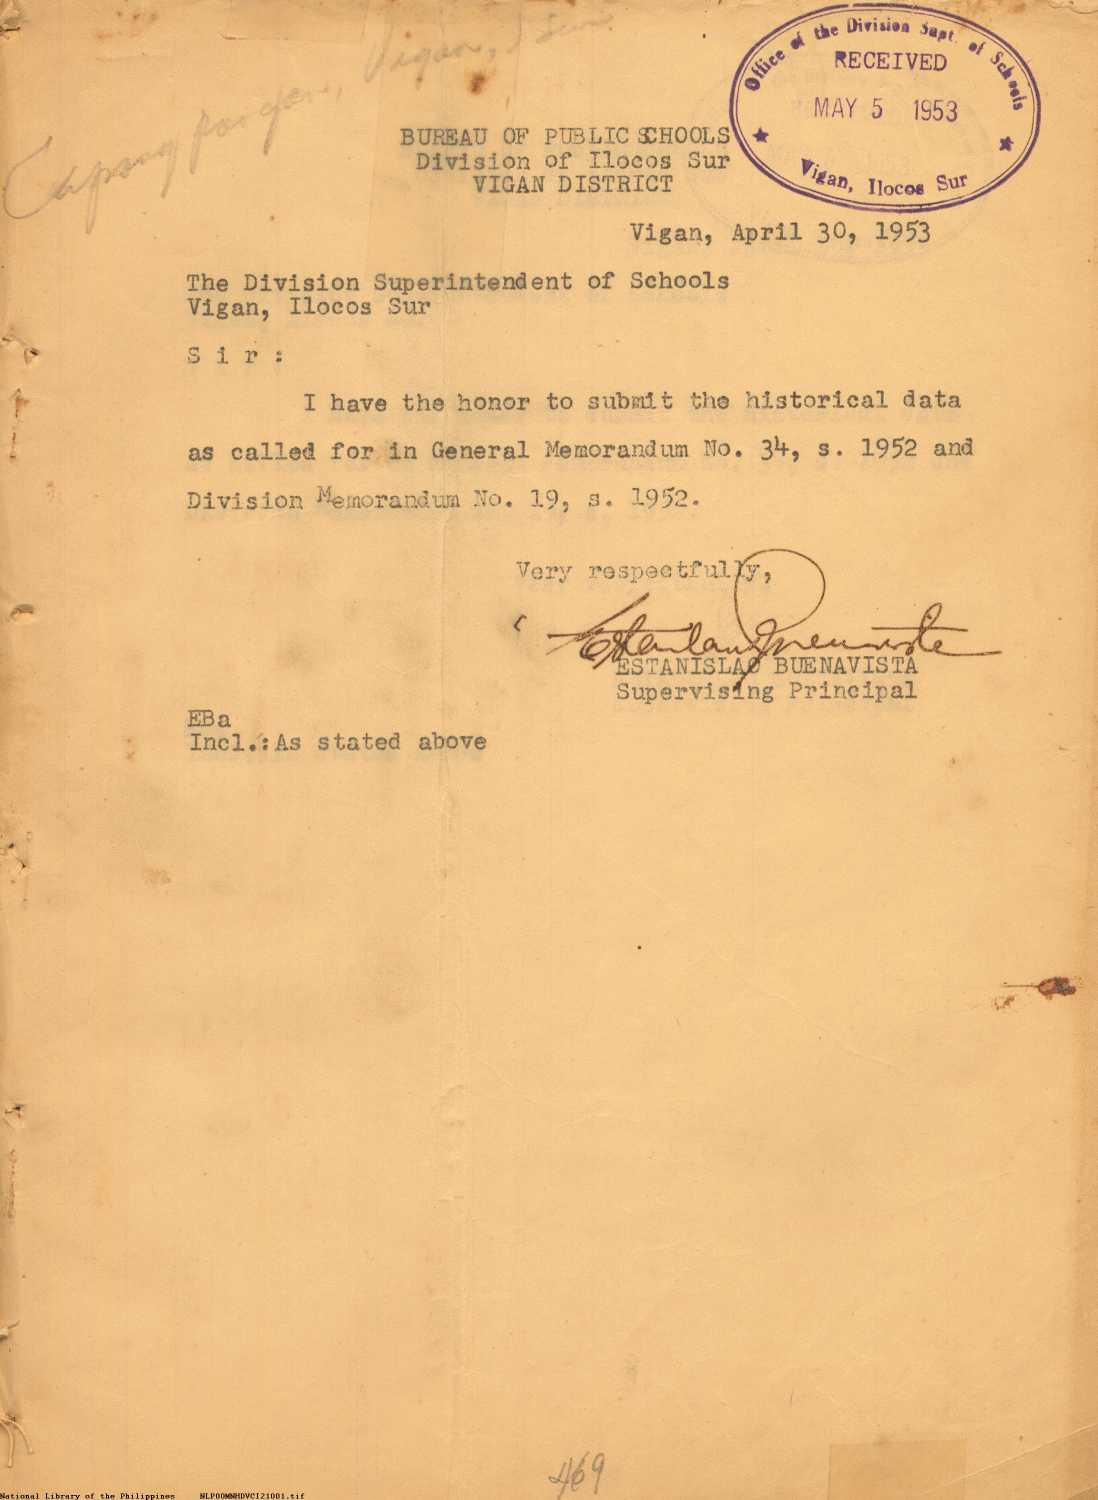 Vigan, I Sur
Office of the Division Supt. of Schools
RECEIVED
MAY 5 1953
Vigan, Ilocos Sur
BUREAU OF PUBLIC SCHOOLS
Division of Ilocos Sur
VIGAN DISTRICT
Vigan, April 30, 1953
The Division Superintendent of Schools
Vigan, Ilocos Sur
S i r :
I have the honor to submit the historical data
as called for in General Memorandum No. 34, s. 1952 and
Division Memorandum No. 19, s. 1952.
Very respectfully,
ESTANISLAO BUENAVISTA
Supervising Principal
EBa
Incl.:As stated above
469
National Library of the Philippines NLP00MNHDVCI21001.tif